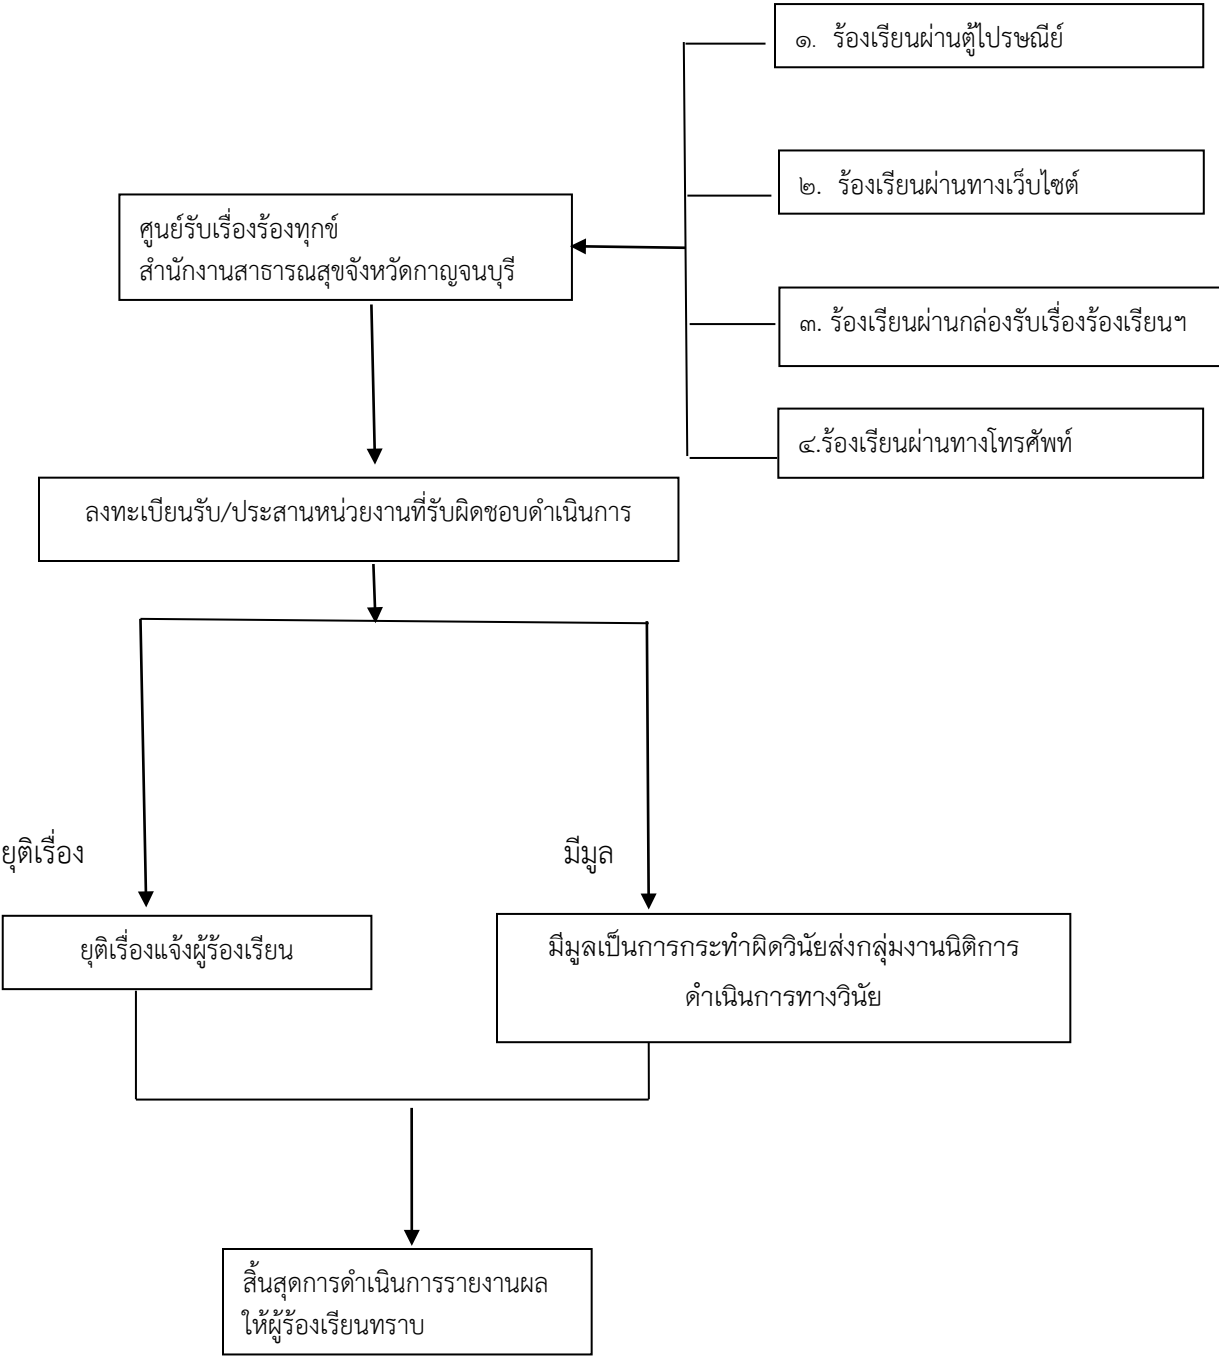 ๑. ร้องเรียนผ่านตู้ไปรษณีย์
๒. ร้องเรียนผ่านทางเว็บไซต์
ศูนย์รับเรื่องร้องทุกข์
สำนักงานสาธารณสุขจังหวัดกาญจนบุรี
๓. ร้องเรียนผ่านกล่องรับเรื่องร้องเรียนฯ
๔.ร้องเรียนผ่านทางโทรศัพท์
ลงทะเบียนรับ/ประสานหน่วยงานที่รับผิดชอบดำเนินการ
ยุติเรื่อง
มีมูล
ยุติเรื่องแจ้งผู้ร้องเรียน
มีมูลเป็นการกระทำผิดวินัยส่งกลุ่มงานนิติการ
ดำเนินการทางวินัย
สิ้นสุดการดำเนินการรายงานผล
ให้ผู้ร้องเรียนทราบ